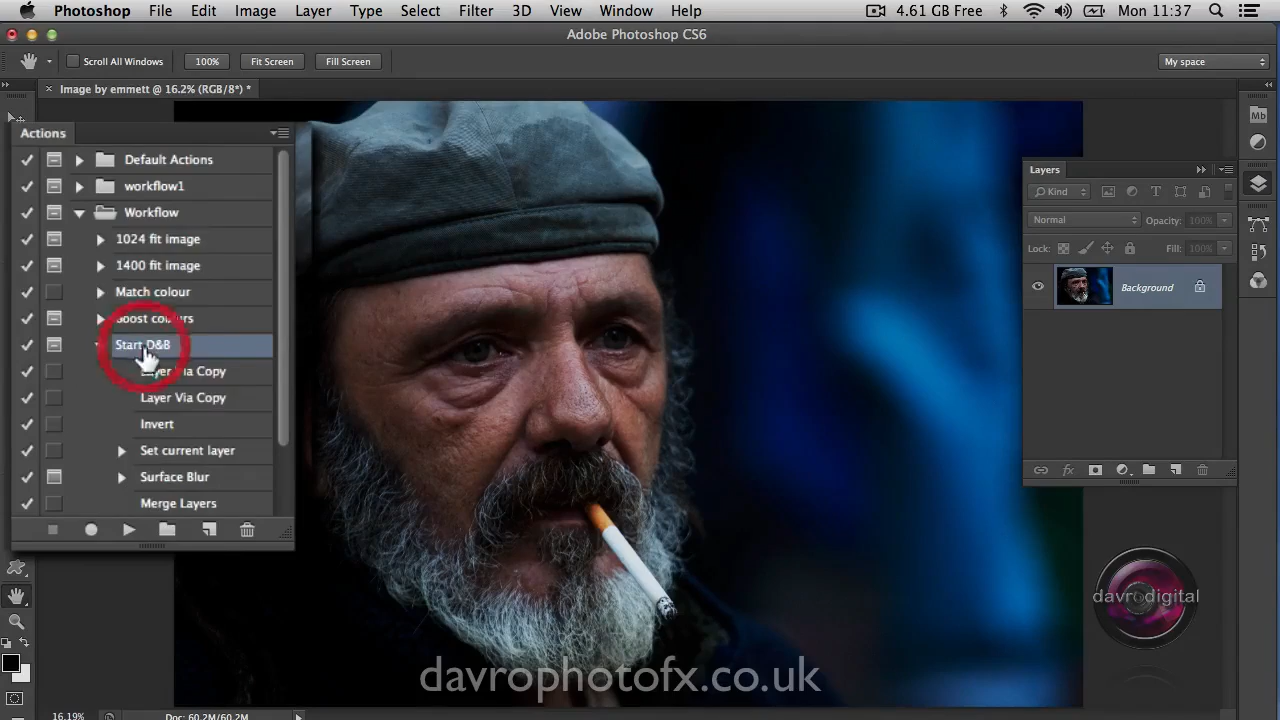 Photoshop File Edit Image Layer Type Select Filter 3D View Window Help 4.61 GB Free Mon 11:37
Adobe Photoshop CS6
Scroll All Windows 100% Fit Screen Fill Screen My space
× Image by emmett @ 16.2% (RGB/8*) *
Actions
Default Actions
workflow1
Workflow
1024 fit image
1400 fit image
Match colour
Boost colours
Start D&B
Layer Via Copy
Layer Via Copy
Invert
Set current layer
Surface Blur
Merge Layers
Mb
Layers
Kind
Normal Opacity: 100%
Lock: Fill: 100%
Background
davro digital
davrophotofx.co.uk
16.19% Doc: 60.2M/60.2M